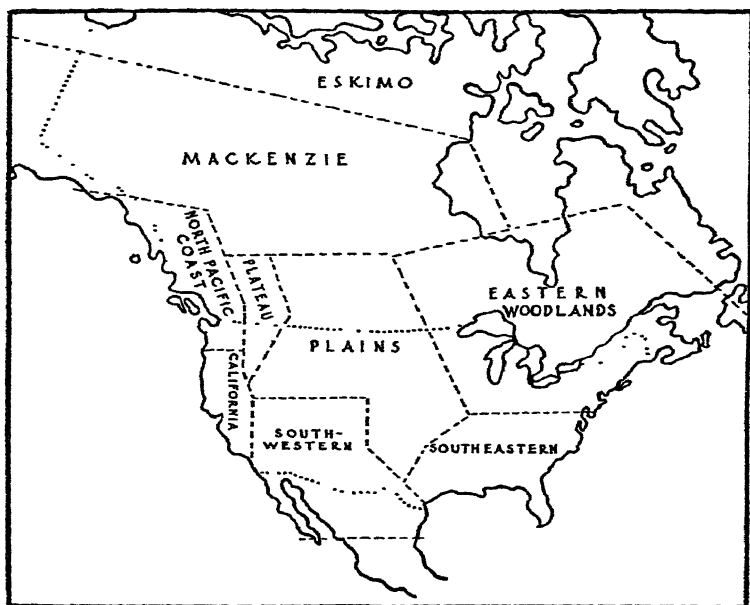 ESKIMO
MACKENZIE
NORTH PACIFIC
COAST
PLATEAU
EASTERN
WOODLANDS
PLAINS
CALIFORNIA
SOUTH-
WESTERN
SOUTHEASTERN